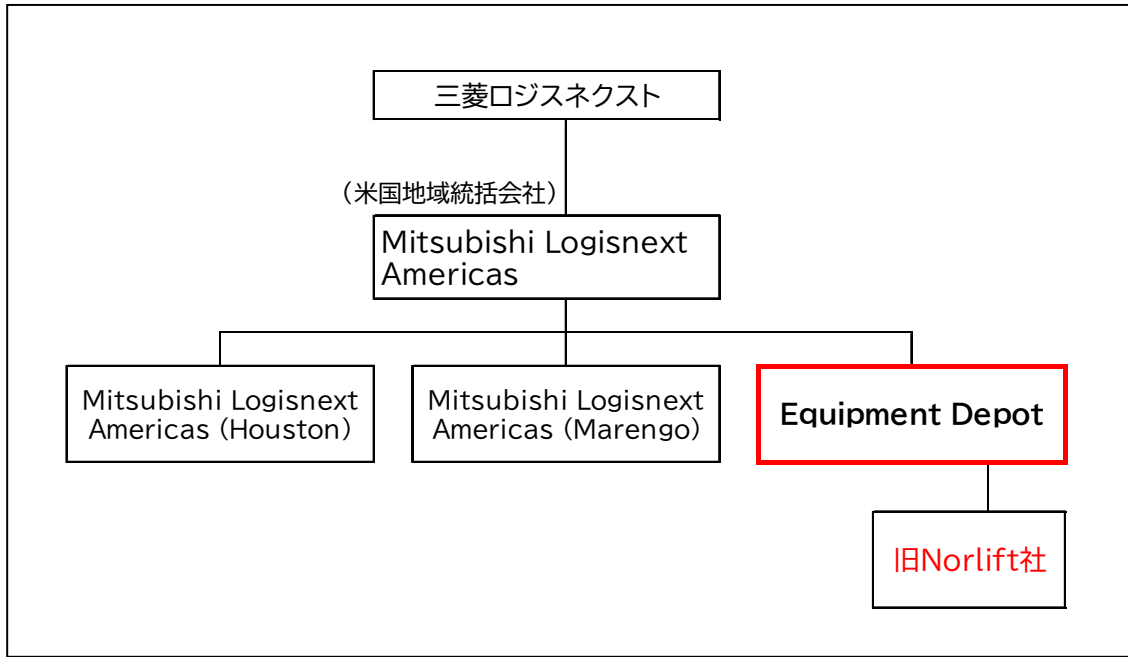 三菱ロジスネクスト
（米国地域統括会社）
Mitsubishi Logisnext
Americas
Mitsubishi Logisnext
Americas（Houston）
Mitsubishi Logisnext
Americas（Marengo）
Equipment Depot
旧Norlift社